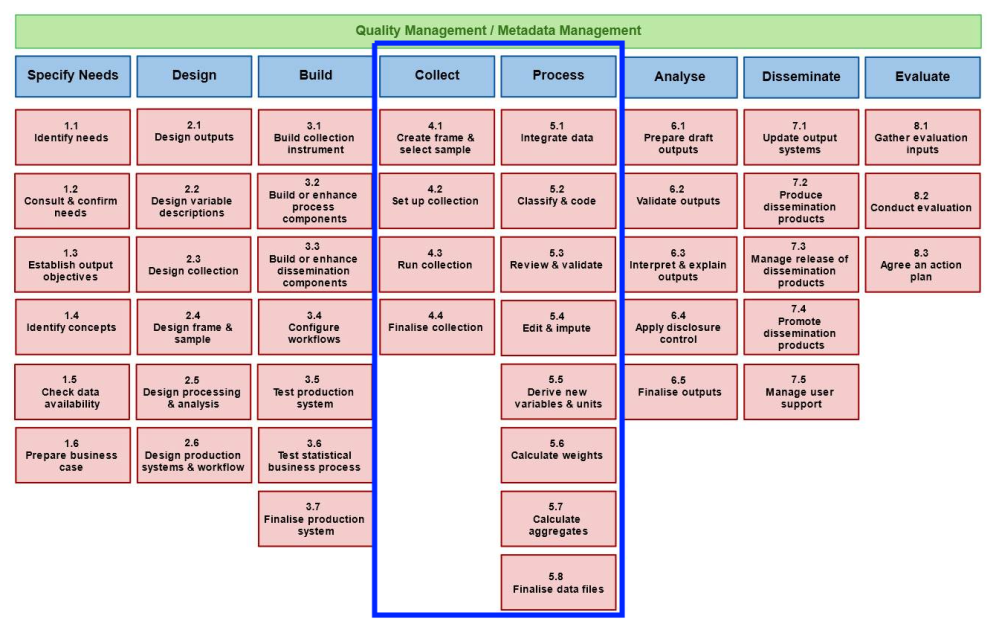 Quality Management / Metadata Management
Specify Needs
Design
Build
Collect
Process
Analyse
Disseminate
Evaluate
1.1
Identify needs
2.1
Design outputs
3.1
Build collection
instrument
4.1
Create frame &
select sample
5.1
Integrate data
6.1
Prepare draft
outputs
7.1
Update output
systems
8.1
Gather evaluation
inputs
1.2
Consult & confirm
needs
2.2
Design variable
descriptions
3.2
Build or enhance
process
components
4.2
Set up collection
5.2
Classify & code
6.2
Validate outputs
7.2
Produce
dissemination
products
8.2
Conduct evaluation
1.3
Establish output
objectives
2.3
Design collection
3.3
Build or enhance
dissemination
components
4.3
Run collection
5.3
Review & validate
6.3
Interpret & explain
outputs
7.3
Manage release of
dissemination
products
8.3
Agree an action
plan
1.4
Identify concepts
2.4
Design frame &
sample
3.4
Configure
workflows
4.4
Finalise collection
5.4
Edit & impute
6.4
Apply disclosure
control
7.4
Promote
dissemination
products
1.5
Check data
availability
2.5
Design processing
& analysis
3.5
Test production
system
5.5
Derive new
variables & units
6.5
Finalise outputs
7.5
Manage user
support
1.6
Prepare business
case
2.6
Design production
systems & workflow
3.6
Test statistical
business process
5.6
Calculate weights
3.7
Finalise production
system
5.7
Calculate
aggregates
5.8
Finalise data files